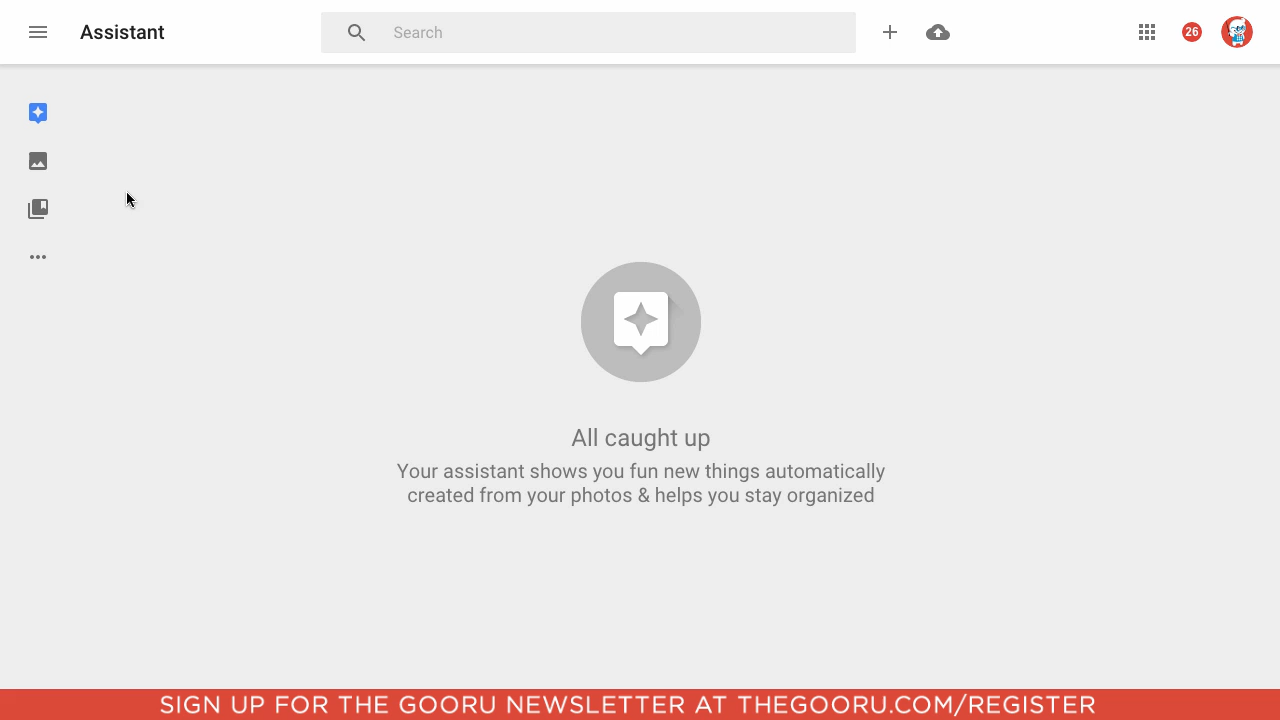 Assistant
Search
26
All caught up
Your assistant shows you fun new things automatically
created from your photos & helps you stay organized
SIGN UP FOR THE GOORU NEWSLETTER AT THEGOORU.COM/REGISTER